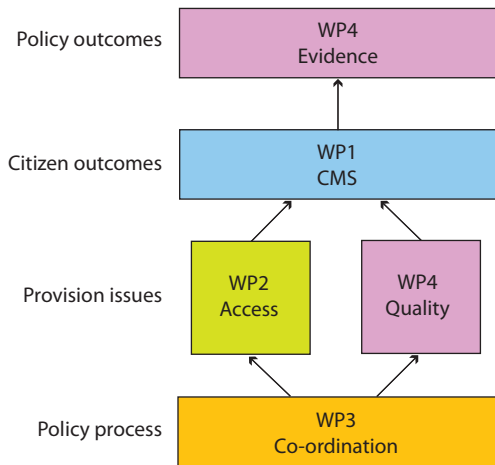 Policy outcomes
WP4
Evidence
Citizen outcomes
WP1
CMS
Provision issues
WP2
Access
WP4
Quality
Policy process
WP3
Co-ordination